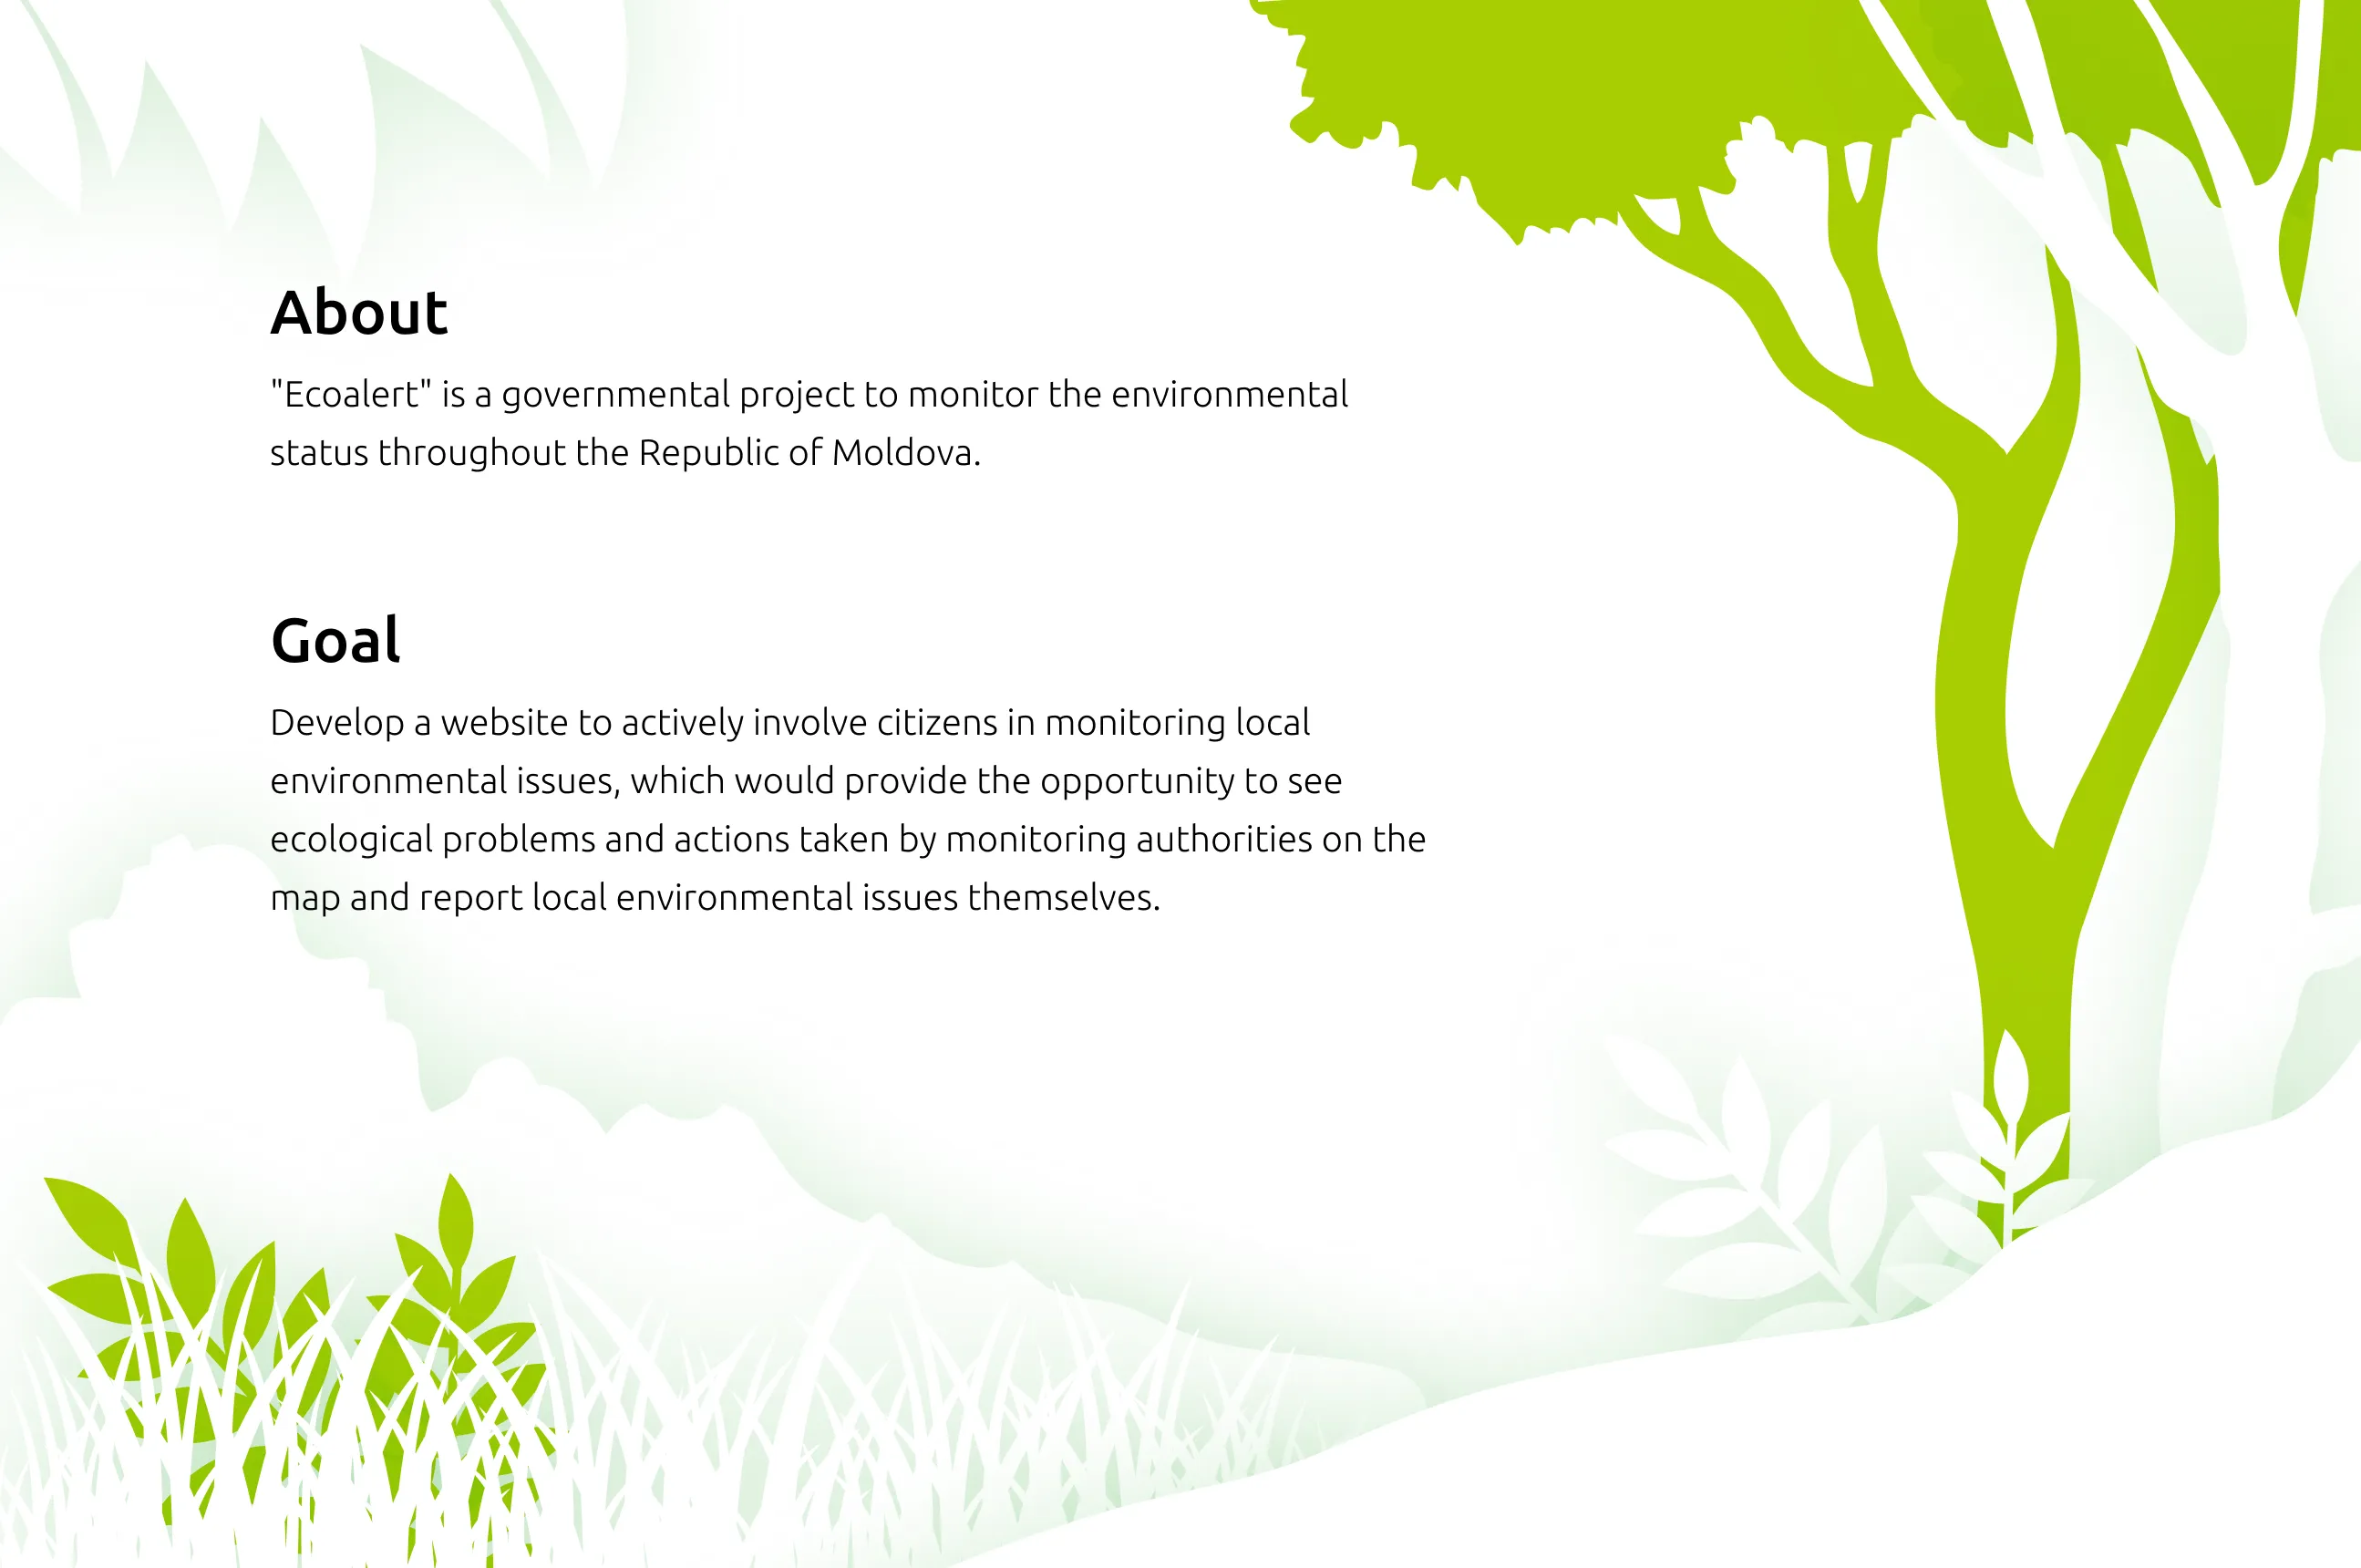 About
"Ecoalert" is a governmental project to monitor the environmental
status throughout the Republic of Moldova.
Goal
Develop a website to actively involve citizens in monitoring local
environmental issues, which would provide the opportunity to see
ecological problems and actions taken by monitoring authorities on the
map and report local environmental issues themselves.